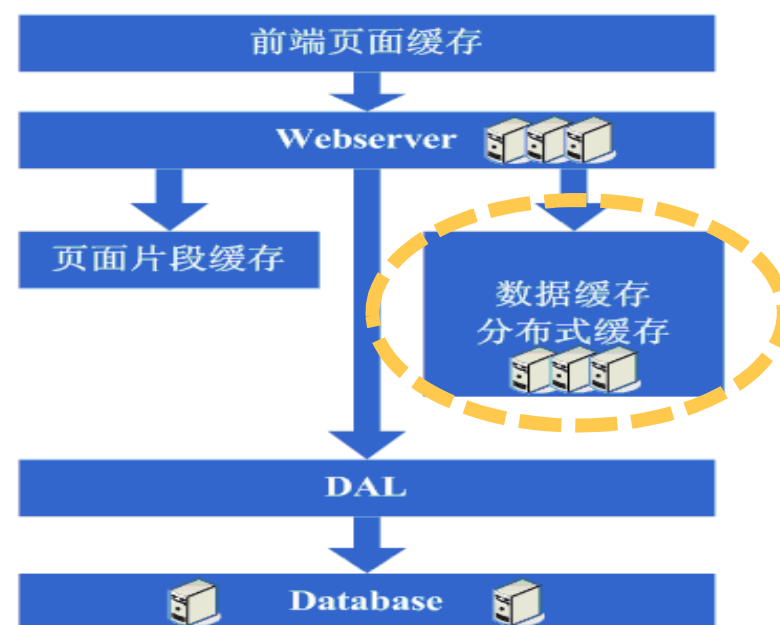 前端页面缓存
Webserver
页面片段缓存
数据缓存
分布式缓存
DAL
Database